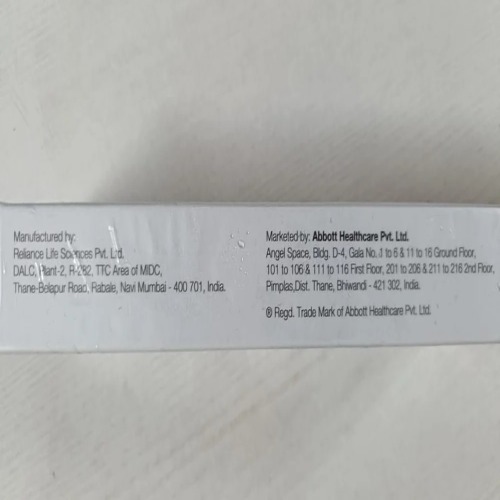 Manufactured by:
Reliance Life Sciences Pvt. Ltd.
DALC, Plant-2, R-282, TTC Area of MIDC,
Thane-Belapur Road, Rabale, Navi Mumbai - 400 701, India.
Marketed by: Abbott Healthcare Pvt. Ltd.
Angel Space, Bldg. D-4, Gala No. 1 to 6 & 11 to 16 Ground Floor,
101 to 106 & 111 to 116 First Floor, 201 to 206 & 211 to 216 2nd Floor,
Pimplas,Dist. Thane, Bhiwandi - 421 302, India.
® Regd. Trade Mark of Abbott Healthcare Pvt. Ltd.